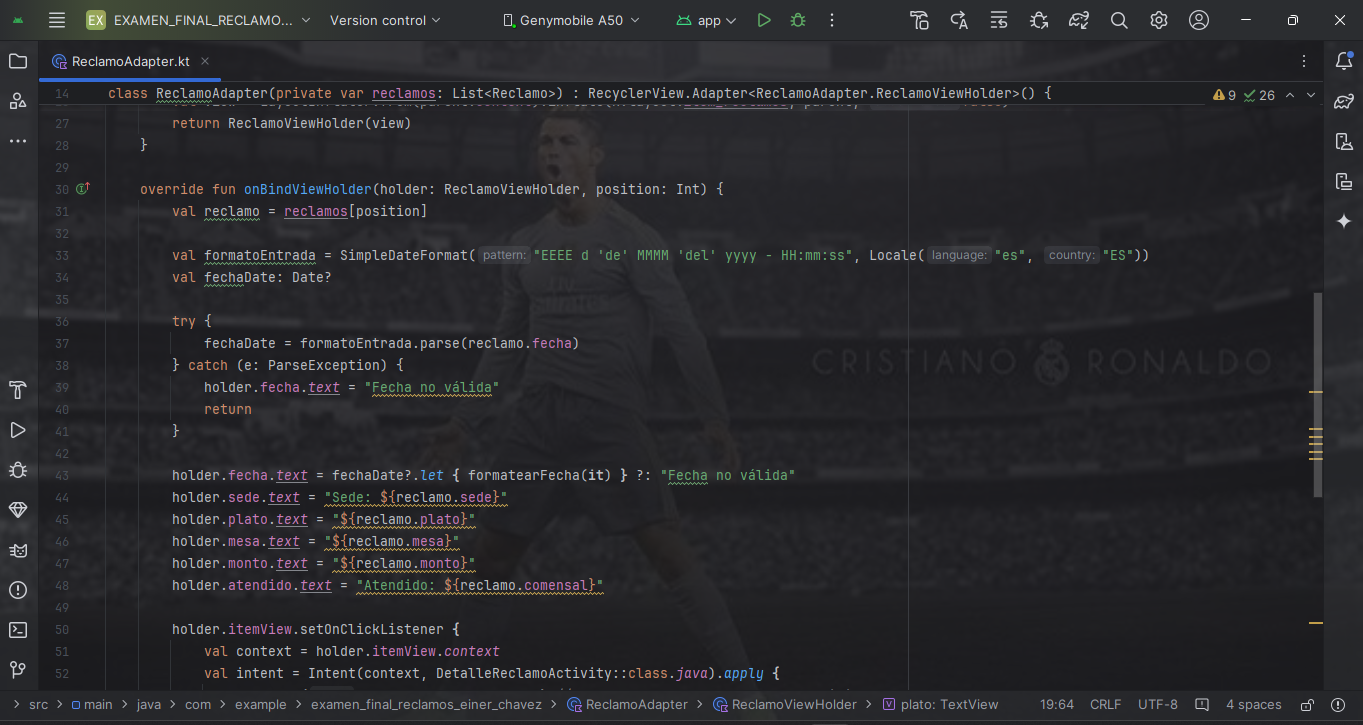 EX EXAMEN_FINAL_RECLAMO... Version control Genymobile A50 app
ReclamoAdapter.kt
14 class ReclamoAdapter(private var reclamos: List<Reclamo>) : RecyclerView.Adapter<ReclamoAdapter.ReclamoViewHolder>() {
9 26
27 return ReclamoViewHolder(view)
28 }
29
30 override fun onBindViewHolder(holder: ReclamoViewHolder, position: Int) {
31 val reclamo = reclamos[position]
32
33 val formatoEntrada = SimpleDateFormat( pattern: "EEEE d 'de' MMMM 'del' yyyy - HH:mm:ss", Locale( language: "es", country: "ES"))
34 val fechaDate: Date?
35
36 try {
37 fechaDate = formatoEntrada.parse(reclamo.fecha)
38 } catch (e: ParseException) {
39 holder.fecha.text = "Fecha no válida"
40 return
41 }
42
43 holder.fecha.text = fechaDate?.let { formatearFecha(it) } ?: "Fecha no válida"
44 holder.sede.text = "Sede: ${reclamo.sede}"
45 holder.plato.text = "${reclamo.plato}"
46 holder.mesa.text = "${reclamo.mesa}"
47 holder.monto.text = "${reclamo.monto}"
48 holder.atendido.text = "Atendido: ${reclamo.comensal}"
49
50 holder.itemView.setOnClickListener {
51 val context = holder.itemView.context
52 val intent = Intent(context, DetalleReclamoActivity::class.java).apply {
CRISTIANO RONALDO
src main java com example examen_final_reclamos_einer_chavez ReclamoAdapter ReclamoViewHolder plato: TextView 19:64 CRLF UTF-8 4 spaces